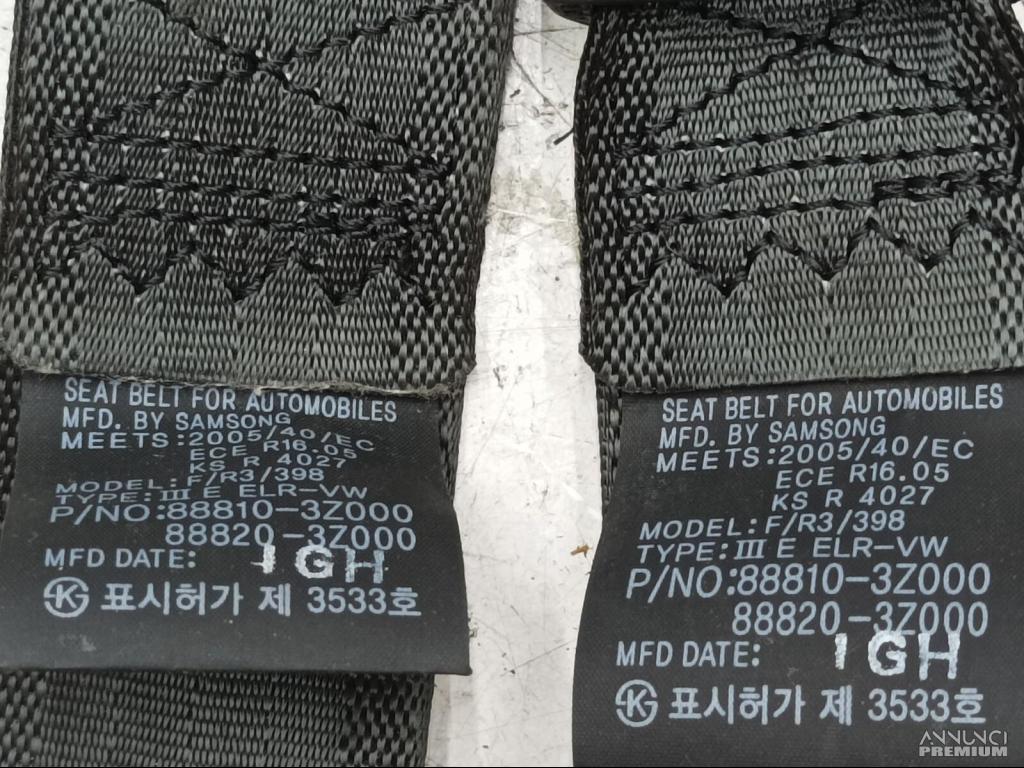 SEAT BELT FOR AUTOMOBILES
MFD. BY SAMSONG
MEETS:2005/40/EC
ECE R16.05
KS R 4027
MODEL:F/R3/398
TYPE:III E ELR-VW
P/NO:88810-3Z000
88820-3Z000
MFD DATE: 1GH
표시허가 제 3533호
SEAT BELT FOR AUTOMOBILES
MFD. BY SAMSONG
MEETS:2005/40/EC
ECE R16.05
KS R 4027
MODEL:F/R3/398
TYPE:III E ELR-VW
P/NO:88810-3Z000
88820-3Z000
MFD DATE: 1GH
표시허가 제 3533호
ANNUNCI
PREMIUM